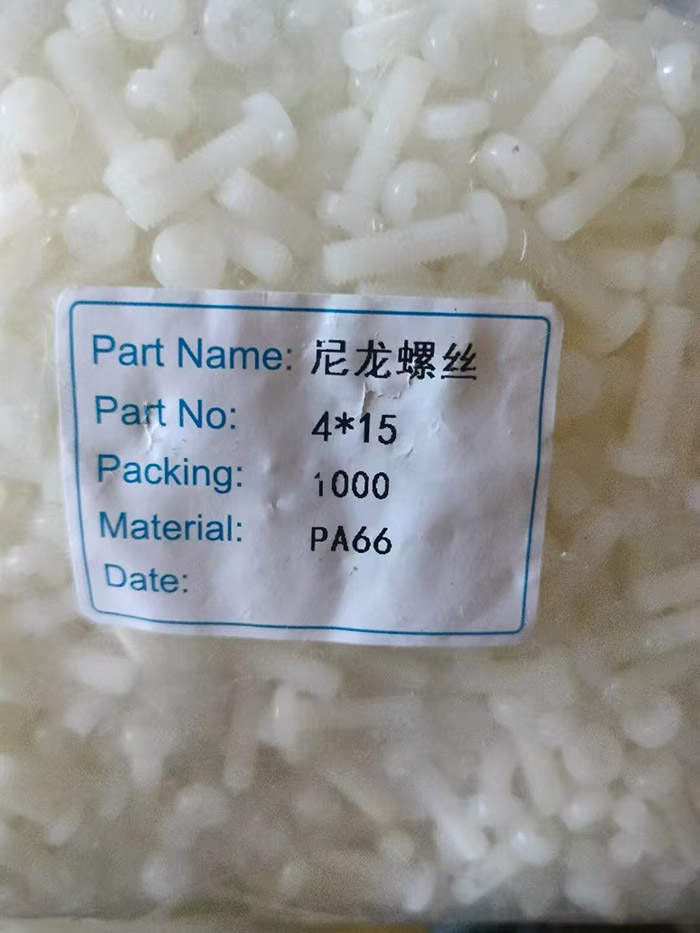 Part Name: 尼龙螺丝
Part No: 4*15
Packing: 1000
Material: PA66
Date: